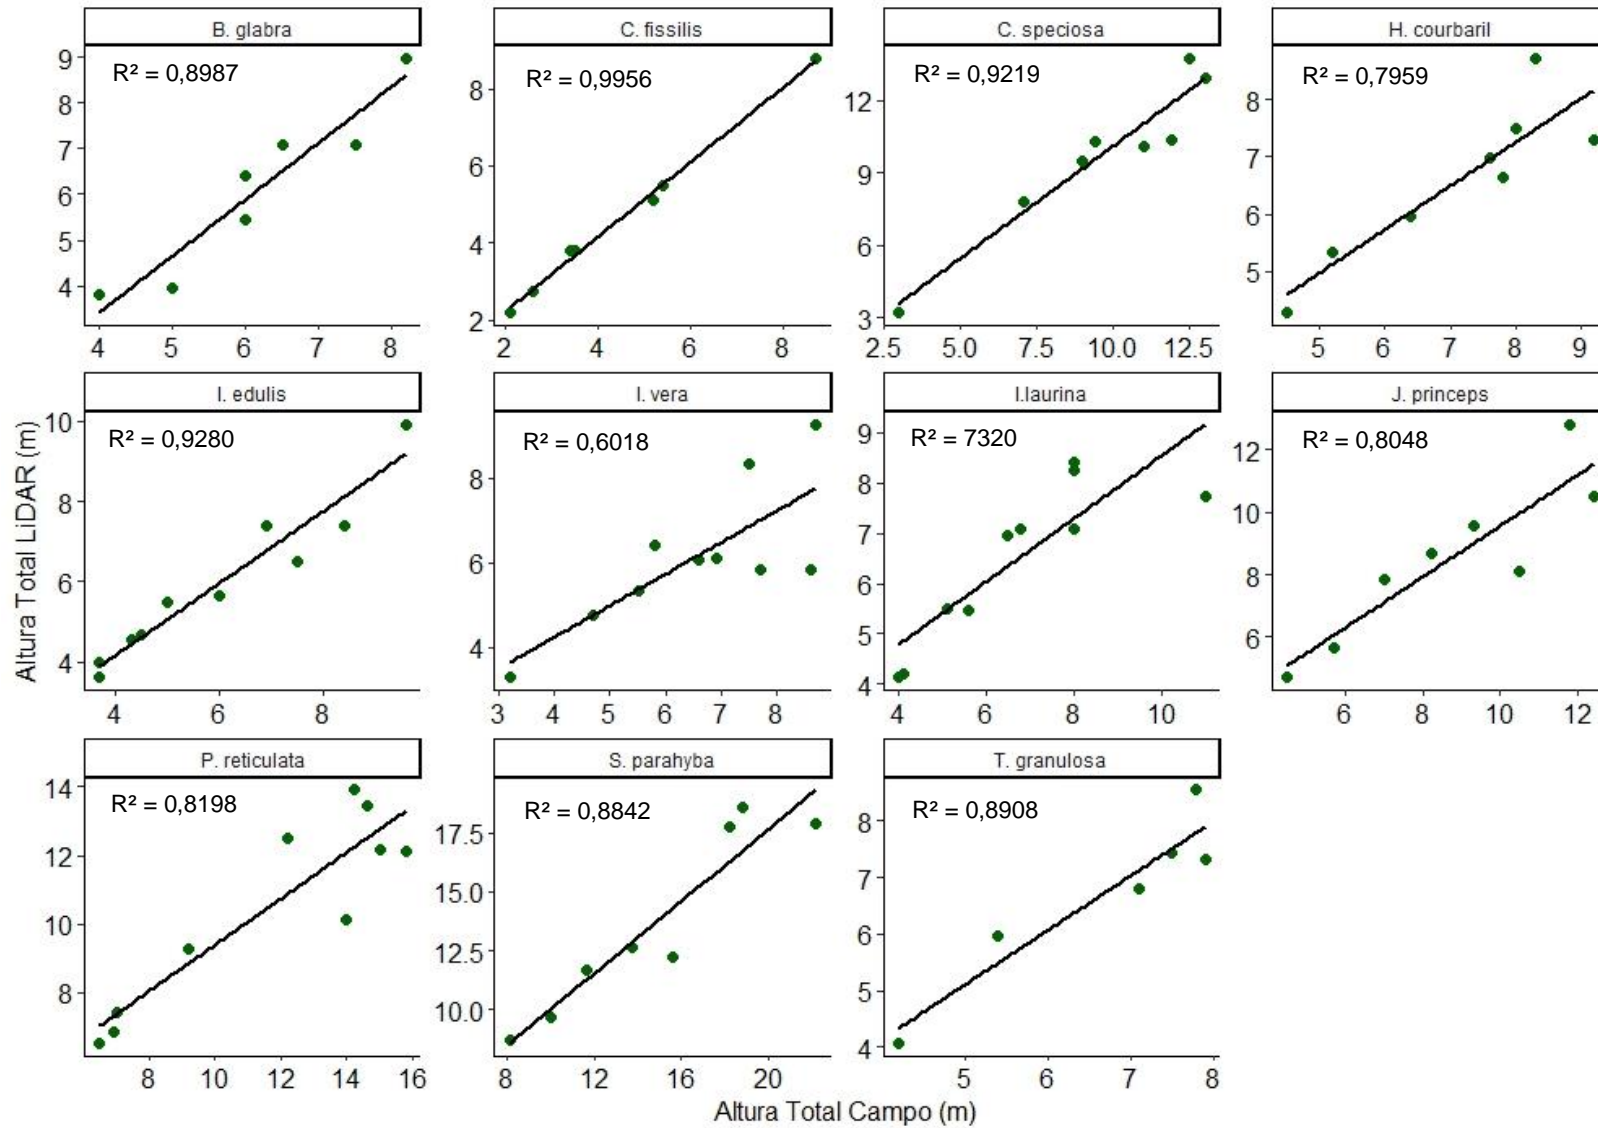 B. glabra
R² = 0,8987
9
8
7
6
5
4
4 5 6 7 8
C. fissilis
R² = 0,9956
8
6
4
2
2 4 6 8
C. speciosa
R² = 0,9219
12
9
6
3
2.5 5.0 7.5 10.0 12.5
H. courbaril
R² = 0,7959
8
7
6
5
5 6 7 8 9
Altura Total LiDAR (m)
I. edulis
R² = 0,9280
10
8
6
4
4 6 8
I. vera
R² = 0,6018
8
6
4
3 4 5 6 7 8
I.laurina
R² = 7320
9
8
7
6
5
4
4 6 8 10
J. princeps
R² = 0,8048
12
10
8
6
6 8 10 12
P. reticulata
R² = 0,8198
14
12
10
8
8 10 12 14 16
S. parahyba
R² = 0,8842
17.5
15.0
12.5
10.0
8 12 16 20
T. granulosa
R² = 0,8908
8
7
6
5
4
5 6 7 8
Altura Total Campo (m)